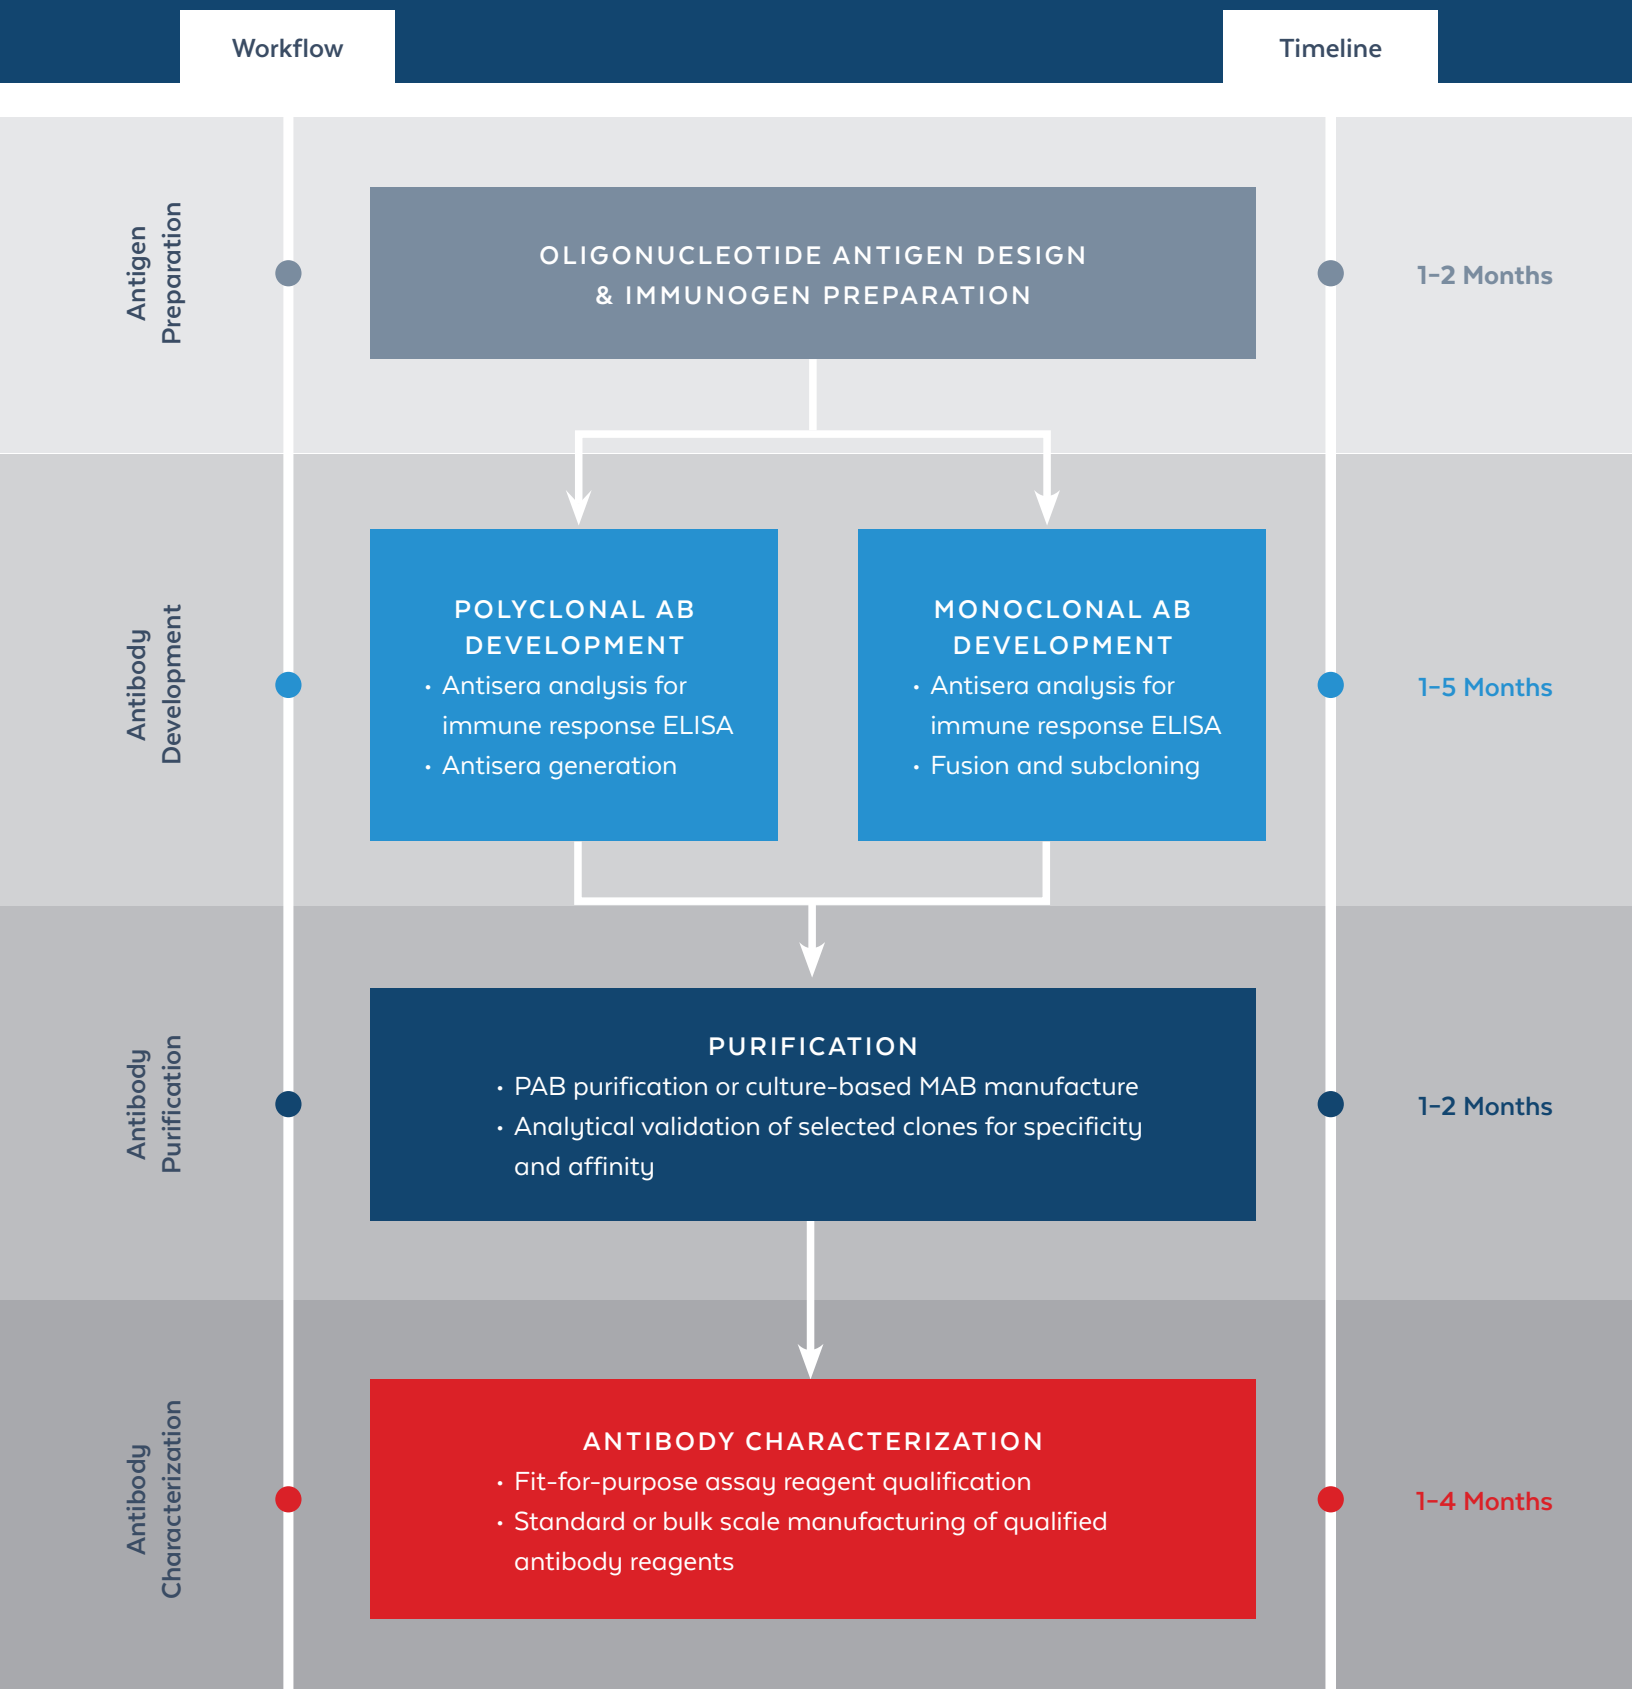 Workflow
Timeline
Antigen
Preparation
OLIGONUCLEOTIDE ANTIGEN DESIGN
& IMMUNOGEN PREPARATION
1–2 Months
Antibody
Development
POLYCLONAL AB
DEVELOPMENT
• Antisera analysis for
immune response ELISA
• Antisera generation
MONOCLONAL AB
DEVELOPMENT
• Antisera analysis for
immune response ELISA
• Fusion and subcloning
1–5 Months
Antibody
Purification
PURIFICATION
• PAB purification or culture-based MAB manufacture
• Analytical validation of selected clones for specificity
and affinity
1–2 Months
Antibody
Characterization
ANTIBODY CHARACTERIZATION
• Fit-for-purpose assay reagent qualification
• Standard or bulk scale manufacturing of qualified
antibody reagents
1–4 Months